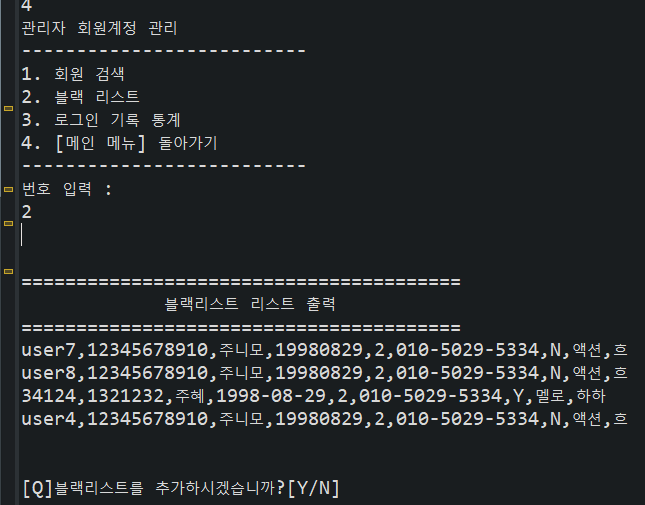 4
관리자 회원계정 관리
--------------------------
1. 회원 검색
2. 블랙 리스트
3. 로그인 기록 통계
4. [메인 메뉴] 돌아가기
--------------------------
번호 입력 :
2
========================================
블랙리스트 리스트 출력
========================================
user7,12345678910,주니모,19980829,2,010-5029-5334,N,액션,흐
user8,12345678910,주니모,19980829,2,010-5029-5334,N,액션,흐
34124,1321232,주혜,1998-08-29,2,010-5029-5334,Y,멜로,하하
user4,12345678910,주니모,19980829,2,010-5029-5334,N,액션,흐
[Q]블랙리스트를 추가하시겠습니까?[Y/N]